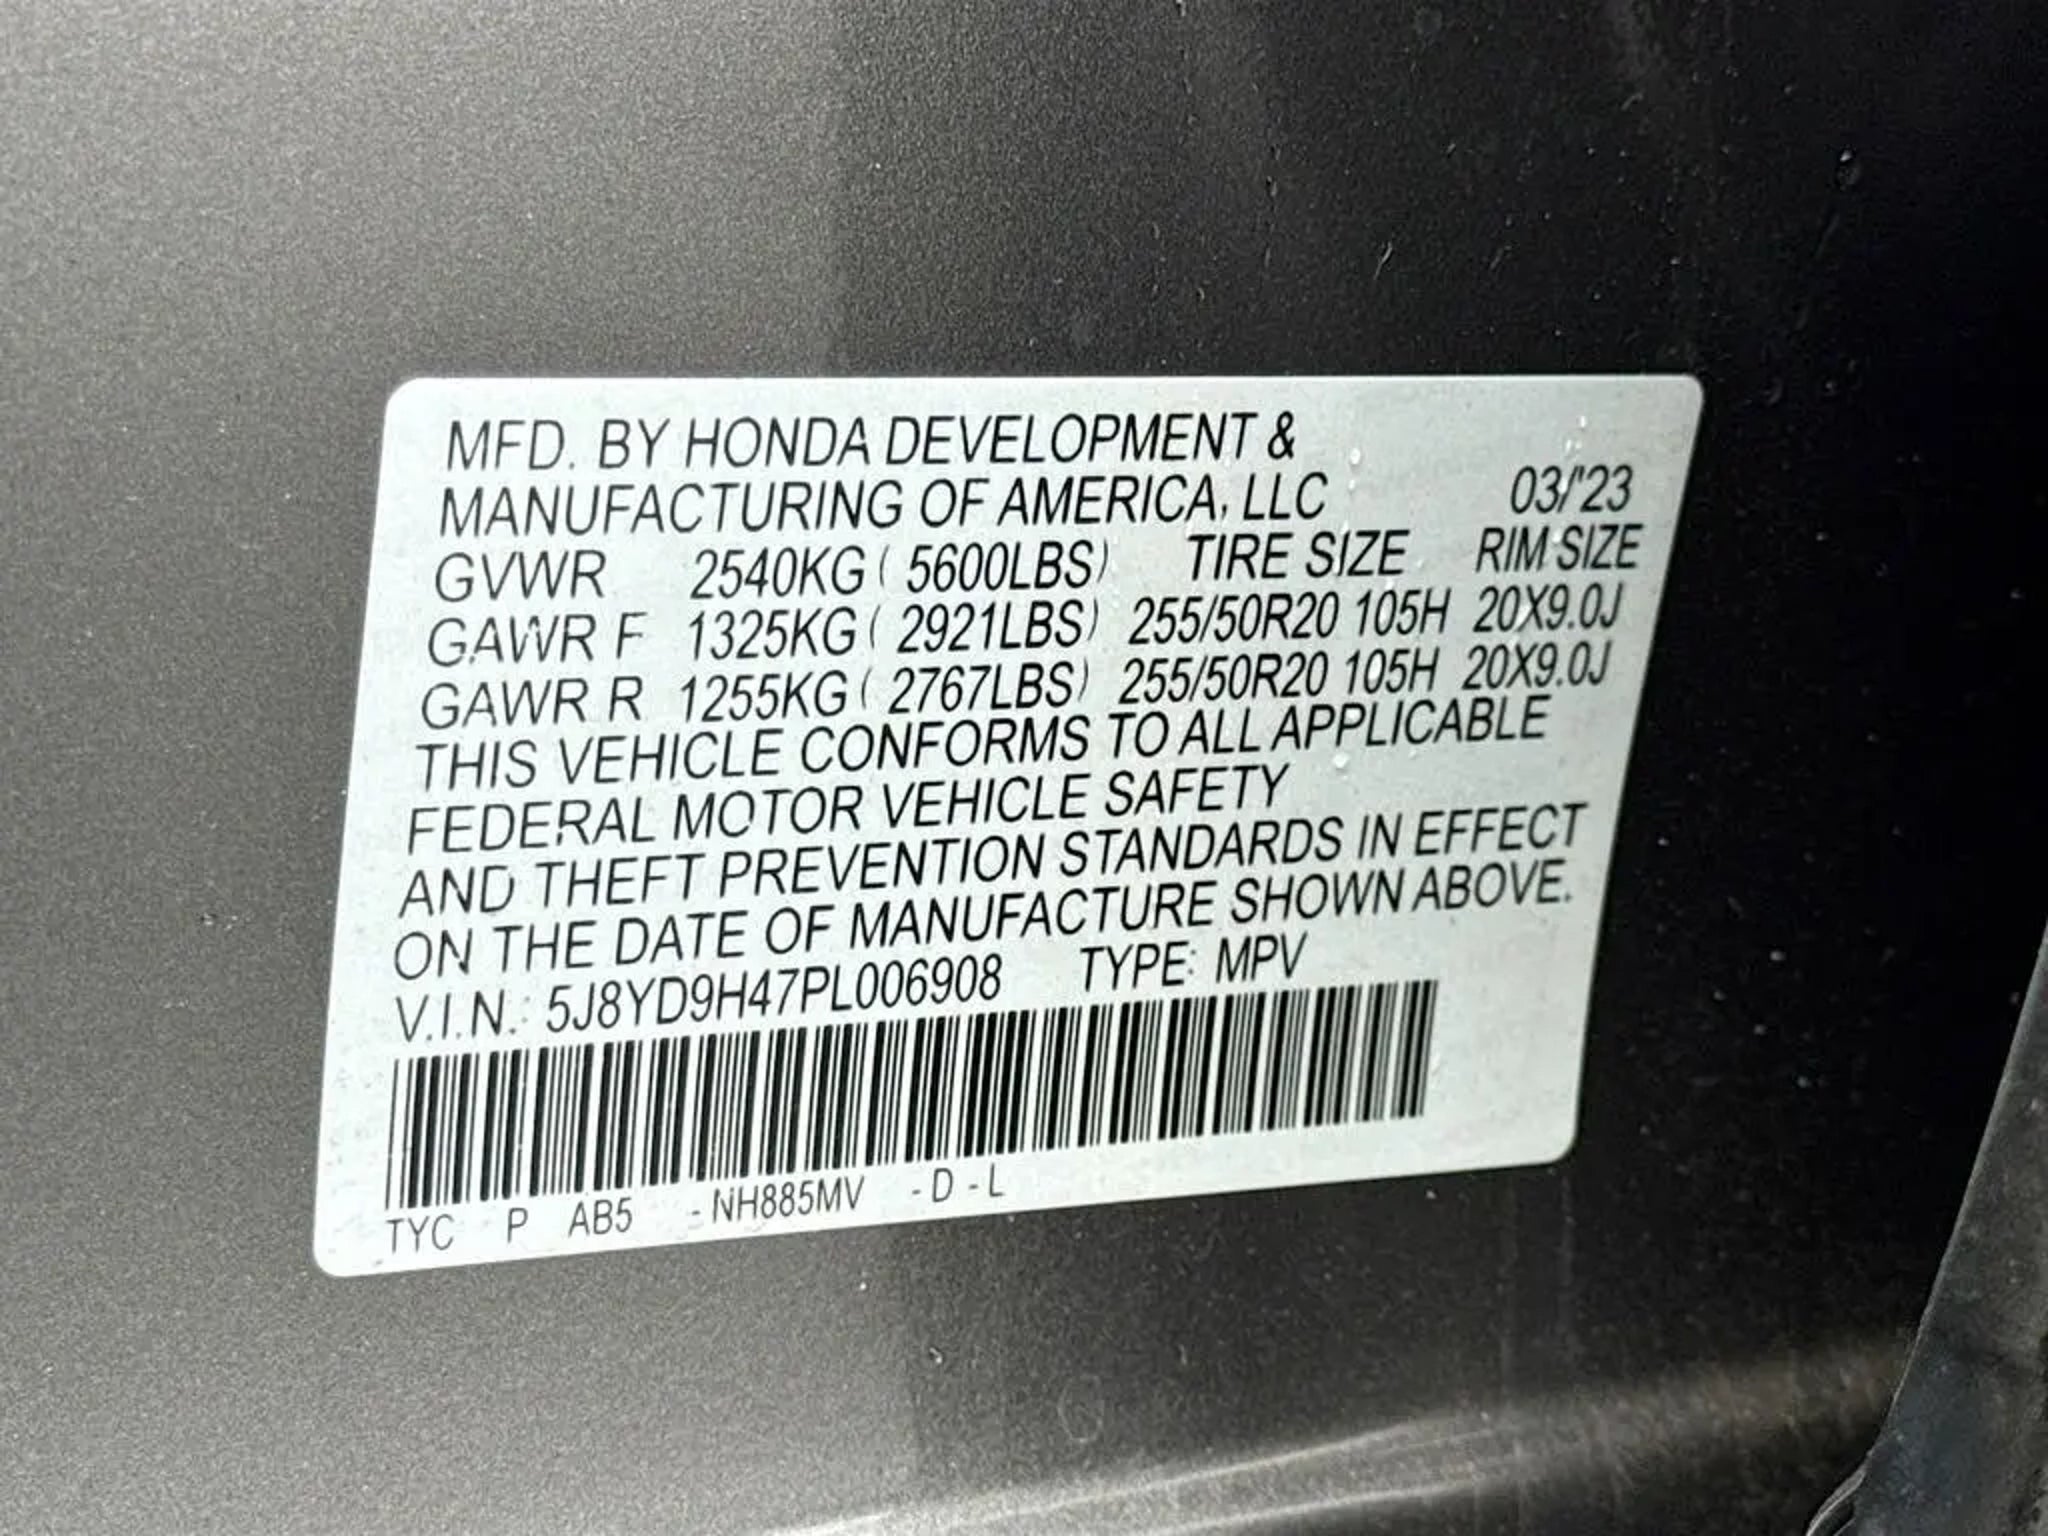 MFD. BY HONDA DEVELOPMENT &
MANUFACTURING OF AMERICA, LLC 03/'23
GVWR 2540KG ( 5600LBS) TIRE SIZE RIM SIZE
GAWR F 1325KG ( 2921LBS) 255/50R20 105H 20X9.0J
GAWR R 1255KG ( 2767LBS) 255/50R20 105H 20X9.0J
THIS VEHICLE CONFORMS TO ALL APPLICABLE
FEDERAL MOTOR VEHICLE SAFETY
AND THEFT PREVENTION STANDARDS IN EFFECT
ON THE DATE OF MANUFACTURE SHOWN ABOVE.
V.I.N.: 5J8YD9H47PL006908 TYPE: MPV
TYC P AB5 - NH885MV - D - L